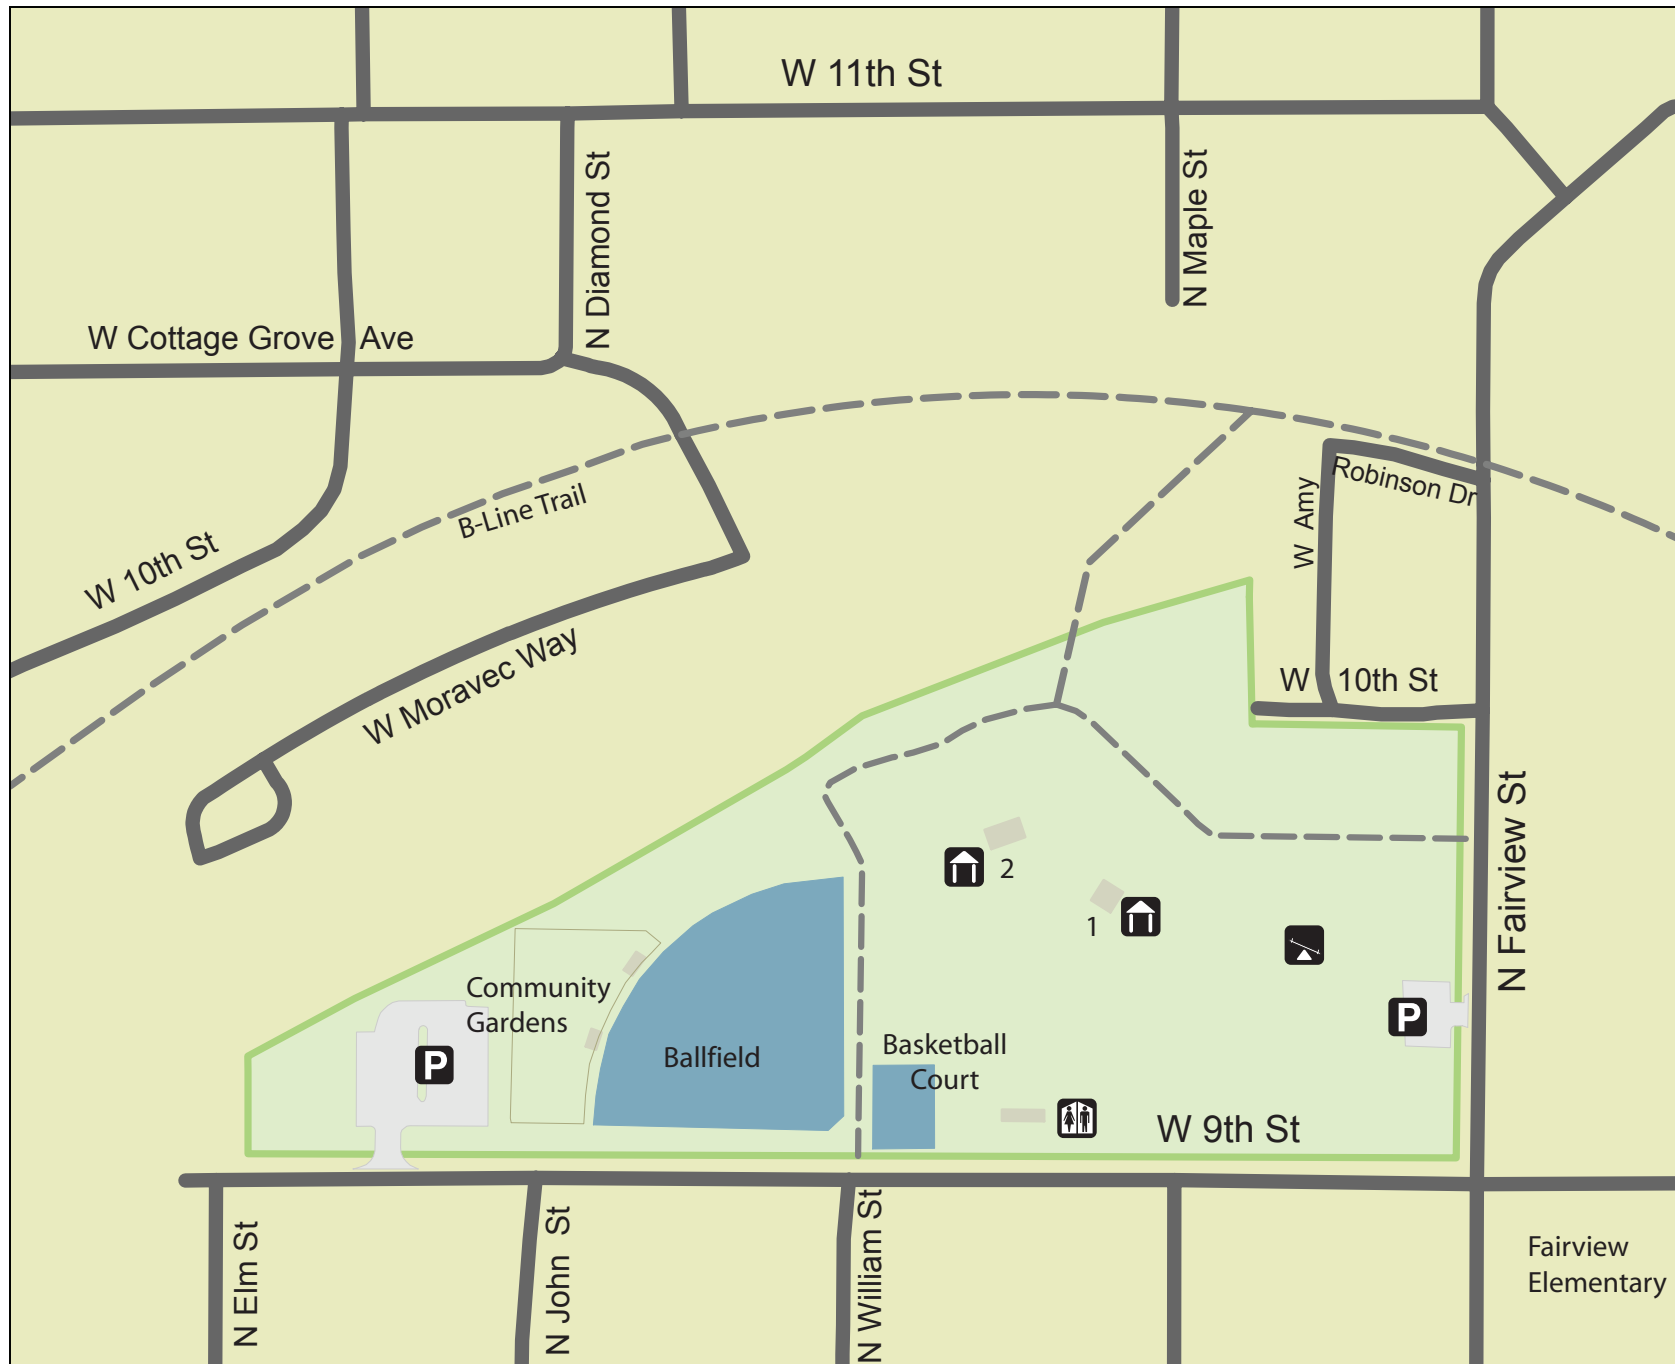 W 11th St
N Diamond St
N Maple St
W Cottage Grove Ave
Robinson Dr
W Amy
B-Line Trail
W 10th St
W Moravec Way
W 10th St
N Fairview St
2
1
Community
Gardens
P
P
Ballfield
Basketball
Court
W 9th St
N Elm St
N John St
N William St
Fairview
Elementary